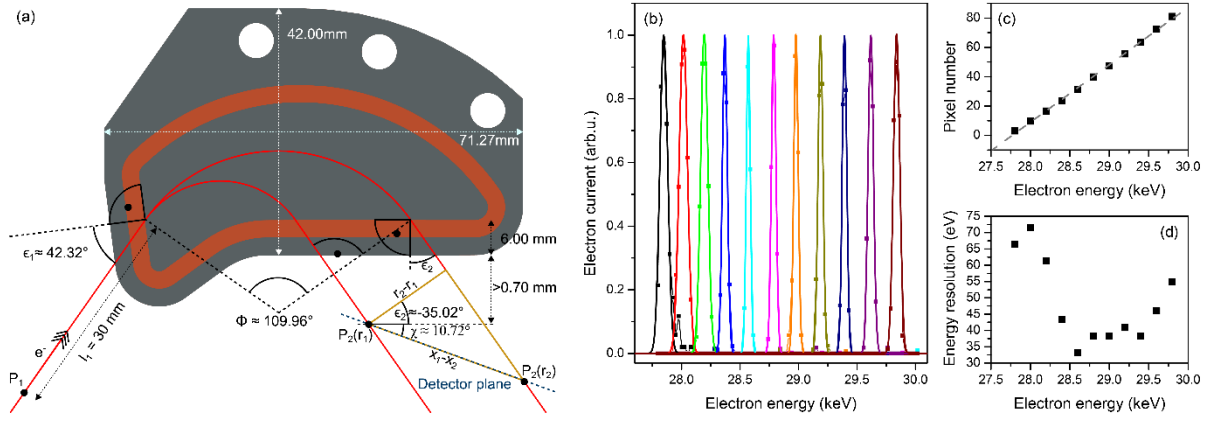 (a)
42.00mm
71.27mm
ϵ₁≈ 42.32°
6.00 mm
ϵ₂
>0.70 mm
r₂-r₁
Φ ≈ 109.96°
ϵ₂≈-35.02°
P₂(r₁)
χ ≈ 10.72°
x₁-x₂
l₁ = 30 mm
e⁻
P₁
Detector plane
P₂(r₂)
(b)
Electron current (arb.u.)
1.0
0.8
0.6
0.4
0.2
0.0
28.0 28.5 29.0 29.5 30.0
Electron energy (keV)
(c)
Pixel number
80
60
40
20
0
27.5 28.0 28.5 29.0 29.5 30.0
Electron energy (keV)
(d)
Energy resolution (eV)
75
70
65
60
55
50
45
40
35
30
27.5 28.0 28.5 29.0 29.5 30.0
Electron energy (keV)